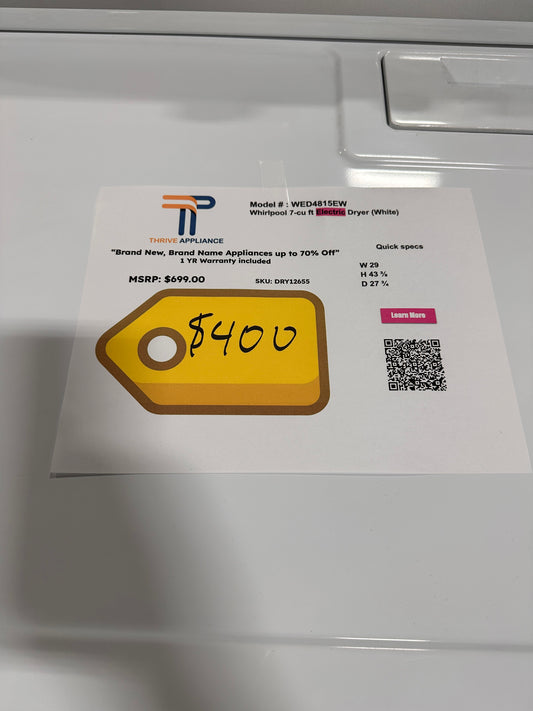 Model # : WED4815EW
Whirlpool 7-cu ft Electric Dryer (White)
TP
THRIVE APPLIANCE
"Brand New, Brand Name Appliances up to 70% Off"
1 YR Warranty included
MSRP: $699.00
SKU: DRY12655
Quick specs
W 29
H 43 ¾
D 27 ¾
Learn More
$400